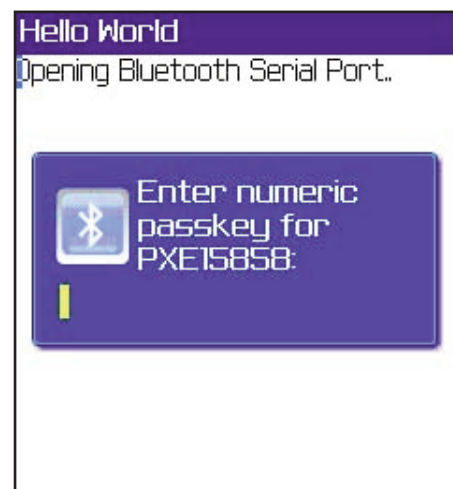 Hello World
Opening Bluetooth Serial Port..
Enter numeric
passkey for
PXE15858: